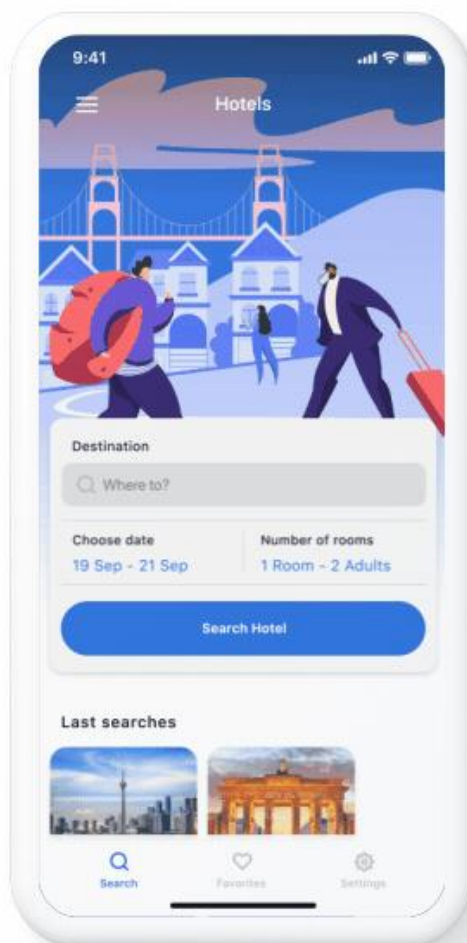 9:41
Hotels
Destination
Where to?
Choose date
Number of rooms
19 Sep - 21 Sep
1 Room - 2 Adults
Search Hotel
Last searches
Search
Favorites
Settings